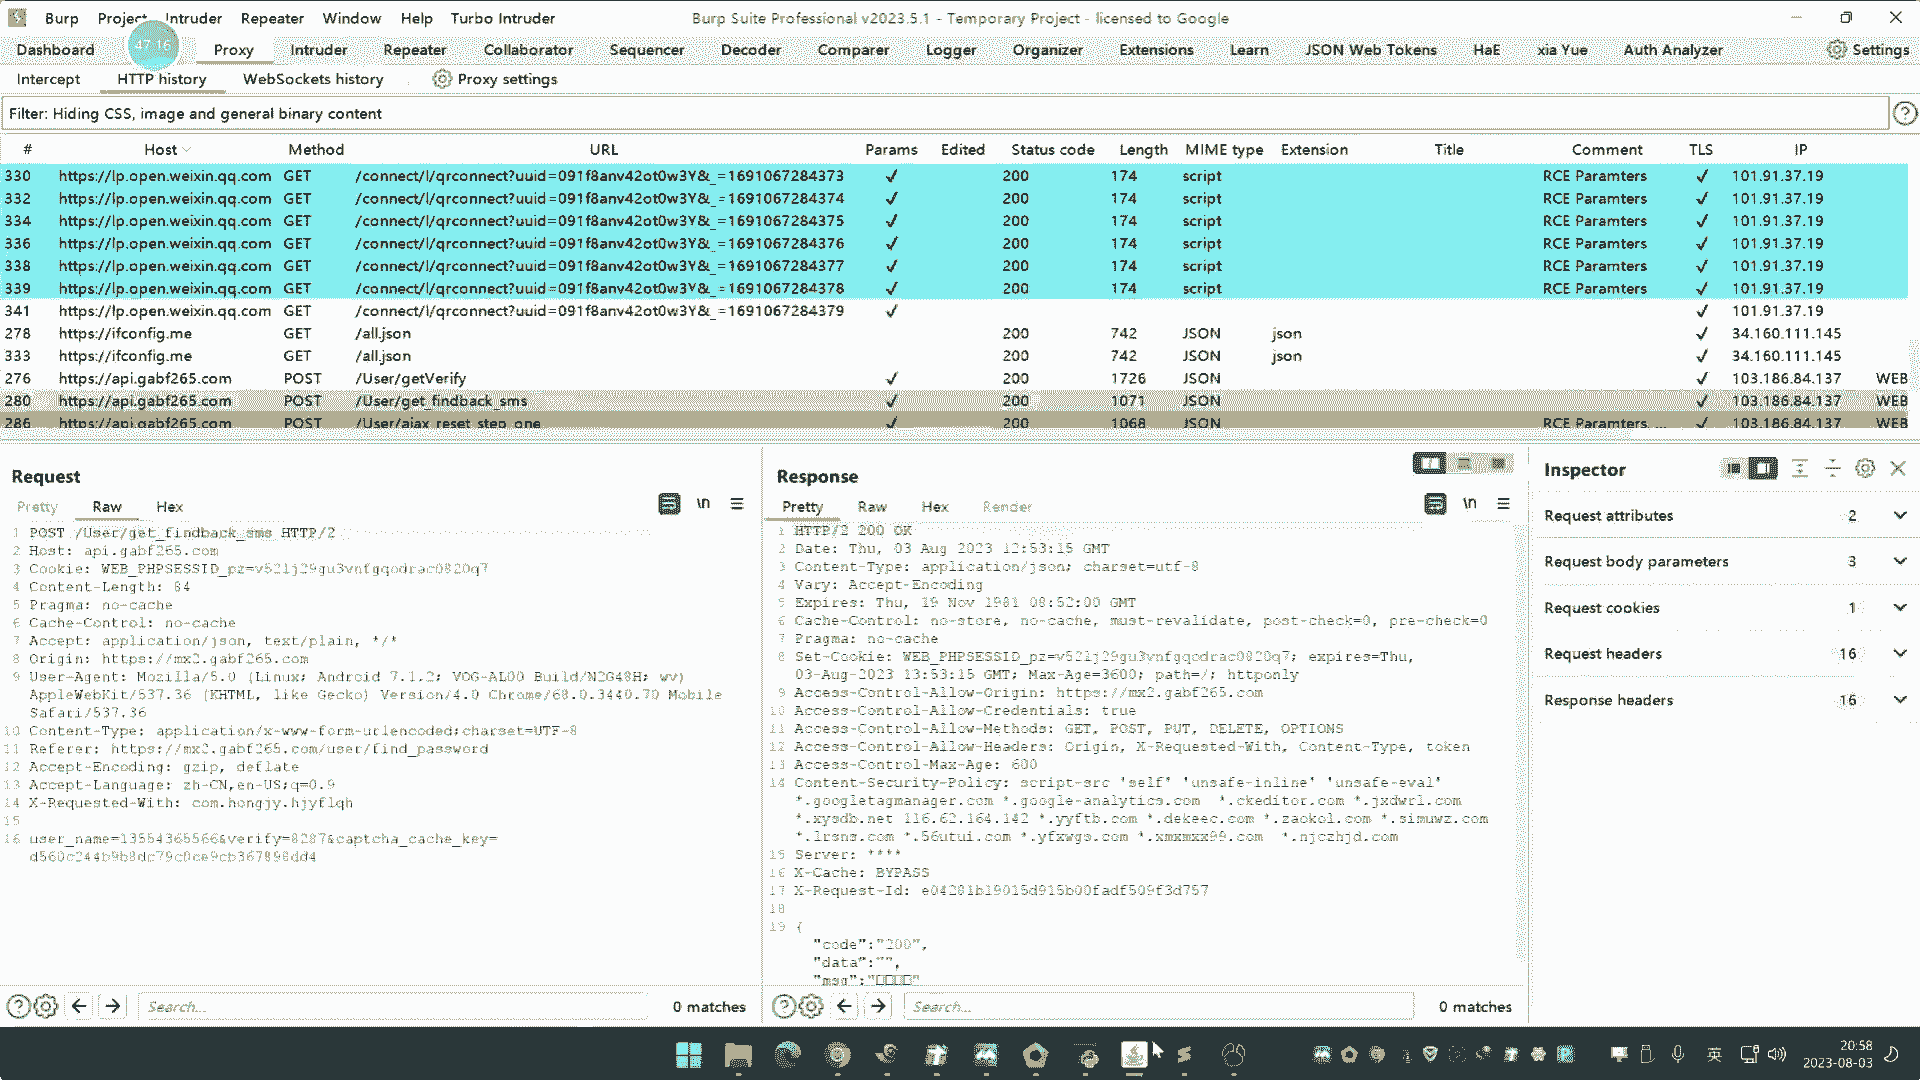 Burp Project Intruder Repeater Window Help Turbo Intruder Burp Suite Professional v2023.5.1 - Temporary Project - licensed to Google
Dashboard 47:16 Proxy Intruder Repeater Collaborator Sequencer Decoder Comparer Logger Organizer Extensions Learn JSON Web Tokens HaE xia Yue Auth Analyzer Settings
Intercept HTTP history WebSockets history Proxy settings
Filter: Hiding CSS, image and general binary content
# Host Method URL Params Edited Status code Length MIME type Extension Title Comment TLS IP
330 https://lp.open.weixin.qq.com GET /connect/l/qrconnect?uuid=091f8anv42ot0w3Y&_=1691067284373 ✓ 200 174 script RCE Paramters ✓ 101.91.37.19
332 https://lp.open.weixin.qq.com GET /connect/l/qrconnect?uuid=091f8anv42ot0w3Y&_=1691067284374 ✓ 200 174 script RCE Paramters ✓ 101.91.37.19
334 https://lp.open.weixin.qq.com GET /connect/l/qrconnect?uuid=091f8anv42ot0w3Y&_=1691067284375 ✓ 200 174 script RCE Paramters ✓ 101.91.37.19
336 https://lp.open.weixin.qq.com GET /connect/l/qrconnect?uuid=091f8anv42ot0w3Y&_=1691067284376 ✓ 200 174 script RCE Paramters ✓ 101.91.37.19
338 https://lp.open.weixin.qq.com GET /connect/l/qrconnect?uuid=091f8anv42ot0w3Y&_=1691067284377 ✓ 200 174 script RCE Paramters ✓ 101.91.37.19
339 https://lp.open.weixin.qq.com GET /connect/l/qrconnect?uuid=091f8anv42ot0w3Y&_=1691067284378 ✓ 200 174 script RCE Paramters ✓ 101.91.37.19
341 https://lp.open.weixin.qq.com GET /connect/l/qrconnect?uuid=091f8anv42ot0w3Y&_=1691067284379 ✓ ✓ 101.91.37.19
278 https://ifconfig.me GET /all.json 200 742 JSON json ✓ 34.160.111.145
333 https://ifconfig.me GET /all.json 200 742 JSON json ✓ 34.160.111.145
276 https://api.gabf265.com POST /User/getVerify ✓ 200 1726 JSON ✓ 103.186.84.137 WEB
280 https://api.gabf265.com POST /User/get_findback_sms ✓ 200 1071 JSON ✓ 103.186.84.137 WEB
286 https://api.gabf265.com POST /User/ajax_reset_step_one ✓ 200 1068 JSON RCE Paramters, ... ✓ 103.186.84.137 WEB
Request
Pretty Raw Hex \n
1 POST /User/get_findback_sms HTTP/2
2 Host: api.gabf265.com
3 Cookie: WEB_PHPSESSID_pz=v521j29gu3vnfgqodrac0820q7
4 Content-Length: 84
5 Pragma: no-cache
6 Cache-Control: no-cache
7 Accept: application/json, text/plain, */*
8 Origin: https://mx2.gabf265.com
9 User-Agent: Mozilla/5.0 (Linux; Android 7.1.2; VOG-AL00 Build/N2G48H; wv)
AppleWebKit/537.36 (KHTML, like Gecko) Version/4.0 Chrome/68.0.3440.70 Mobile
Safari/537.36
10 Content-Type: application/x-www-form-urlencoded;charset=UTF-8
11 Referer: https://mx2.gabf265.com/user/find_password
12 Accept-Encoding: gzip, deflate
13 Accept-Language: zh-CN,en-US;q=0.9
14 X-Requested-With: com.hongjy.hjyflqh
15
16 user_name=13554365566&verify=8287&captcha_cache_key=
d560c244b9b8dc79c0ce9cb367898dd4
Search... 0 matches
Response
Pretty Raw Hex Render \n
1 HTTP/2 200 OK
2 Date: Thu, 03 Aug 2023 12:53:15 GMT
3 Content-Type: application/json; charset=utf-8
4 Vary: Accept-Encoding
5 Expires: Thu, 19 Nov 1981 08:52:00 GMT
6 Cache-Control: no-store, no-cache, must-revalidate, post-check=0, pre-check=0
7 Pragma: no-cache
8 Set-Cookie: WEB_PHPSESSID_pz=v521j29gu3vnfgqodrac0820q7; expires=Thu,
03-Aug-2023 13:53:15 GMT; Max-Age=3600; path=/; httponly
9 Access-Control-Allow-Origin: https://mx2.gabf265.com
10 Access-Control-Allow-Credentials: true
11 Access-Control-Allow-Methods: GET, POST, PUT, DELETE, OPTIONS
12 Access-Control-Allow-Headers: Origin, X-Requested-With, Content-Type, token
13 Access-Control-Max-Age: 600
14 Content-Security-Policy: script-src 'self' 'unsafe-inline' 'unsafe-eval'
*.googletagmanager.com *.google-analytics.com *.ckeditor.com *.jxdwrl.com
*.xysdb.net 116.62.164.142 *.yyftb.com *.dekeec.com *.zaokol.com *.simuwz.com
*.lrsns.com *.56utui.com *.yfxwgs.com *.xmxmxx99.com *.njczhjd.com
15 Server: ****
16 X-Cache: BYPASS
17 X-Request-Id: e04281b19015d915b00fadf509f3d757
18
19 {
"code":"200",
"data":"",
"msg":"□□□□"
Search... 0 matches
Inspector
Request attributes 2
Request body parameters 3
Request cookies 1
Request headers 16
Response headers 16
英 20:58
2023-08-03